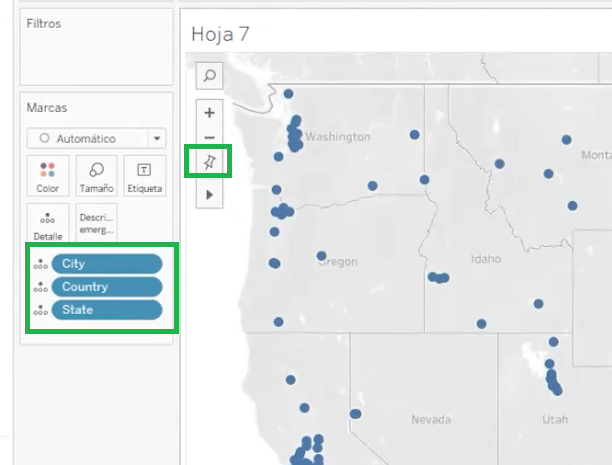 Filtros
Hoja 7
Marcas
Automático
Color
Tamaño
Etiqueta
Detalle
Descri...
emerg...
City
Country
State
Washington
Monta
Oregon
Idaho
Nevada
Utah